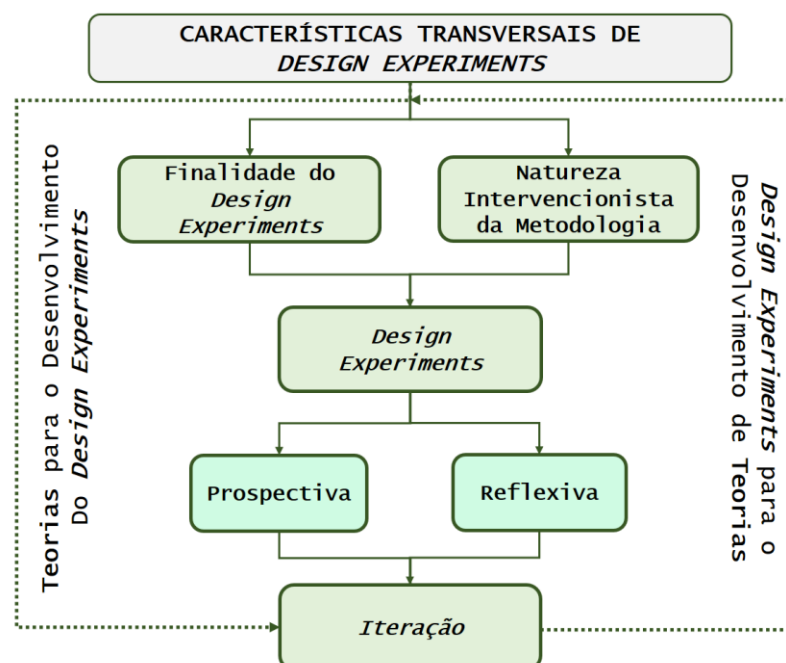 CARACTERÍSTICAS TRANSVERSAIS DE
DESIGN EXPERIMENTS
Teorias para o Desenvolvimento
Do Design Experiments
Finalidade do
Design
Experiments
Natureza
Intervencionista
da Metodologia
Design Experiments para o
Desenvolvimento de Teorias
Design
Experiments
Prospectiva
Reflexiva
Iteração